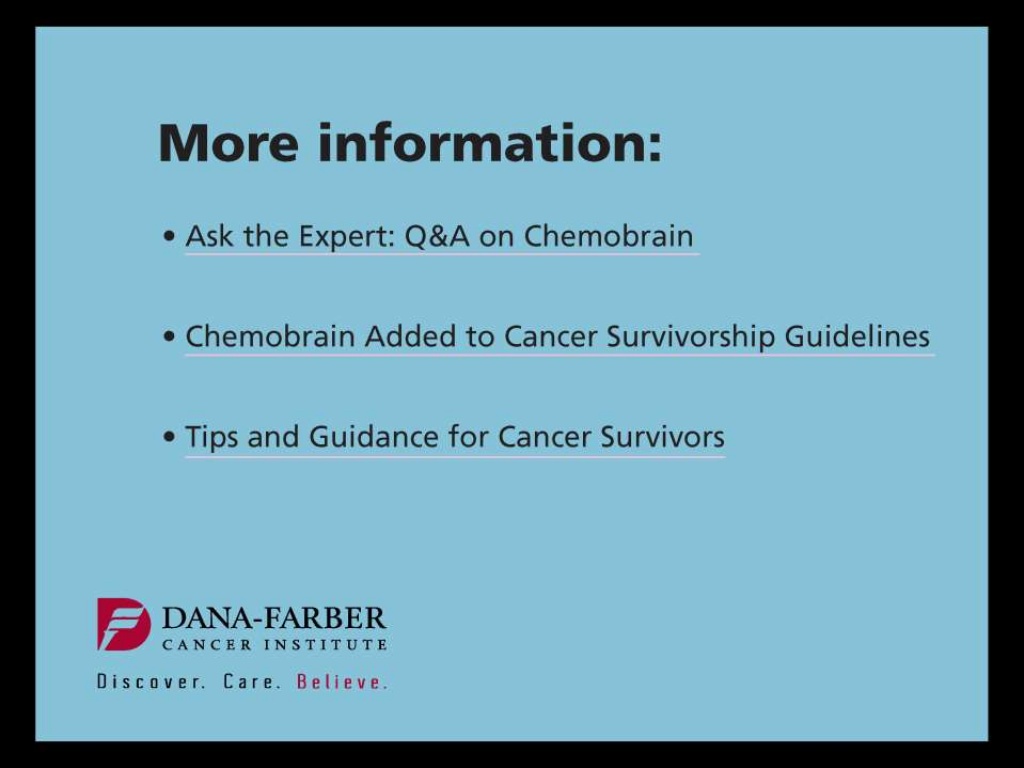 More information:
• Ask the Expert: Q&A on Chemobrain
• Chemobrain Added to Cancer Survivorship Guidelines
• Tips and Guidance for Cancer Survivors
DANA-FARBER
CANCER INSTITUTE
Discover. Care. Believe.